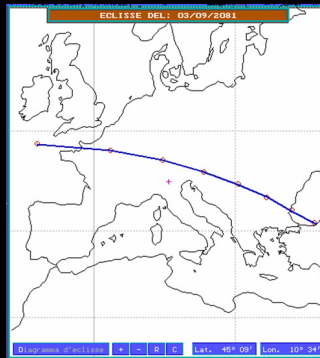 ECLISSE DEL: 03/09/2081
Diagramma d'eclisse + - R C Lat. 45° 09' Lon. 10° 34'